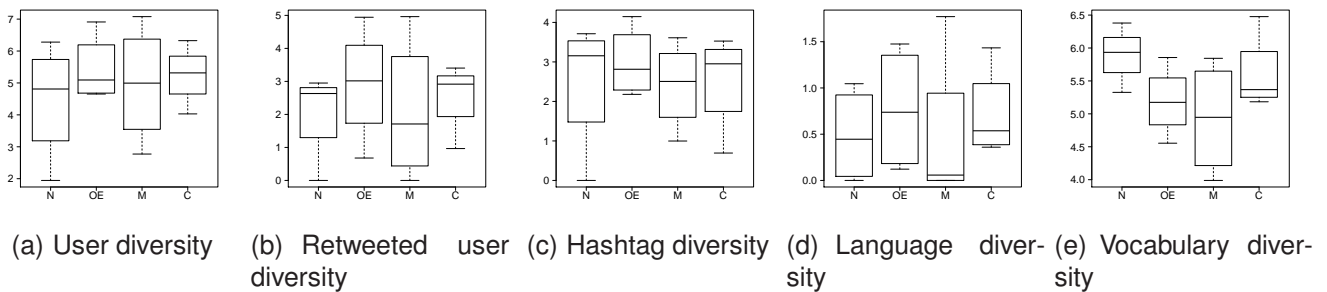 7
6
5
4
3
2
N OE M C
5
4
3
2
1
0
N OE M C
4
3
2
1
0
N OE M C
1.5
1.0
0.5
0.0
N OE M C
6.5
6.0
5.5
5.0
4.5
4.0
N OE M C
(a) User diversity
(b) Retweeted user
diversity
(c) Hashtag diversity
(d) Language diver-
sity
(e) Vocabulary diver-
sity